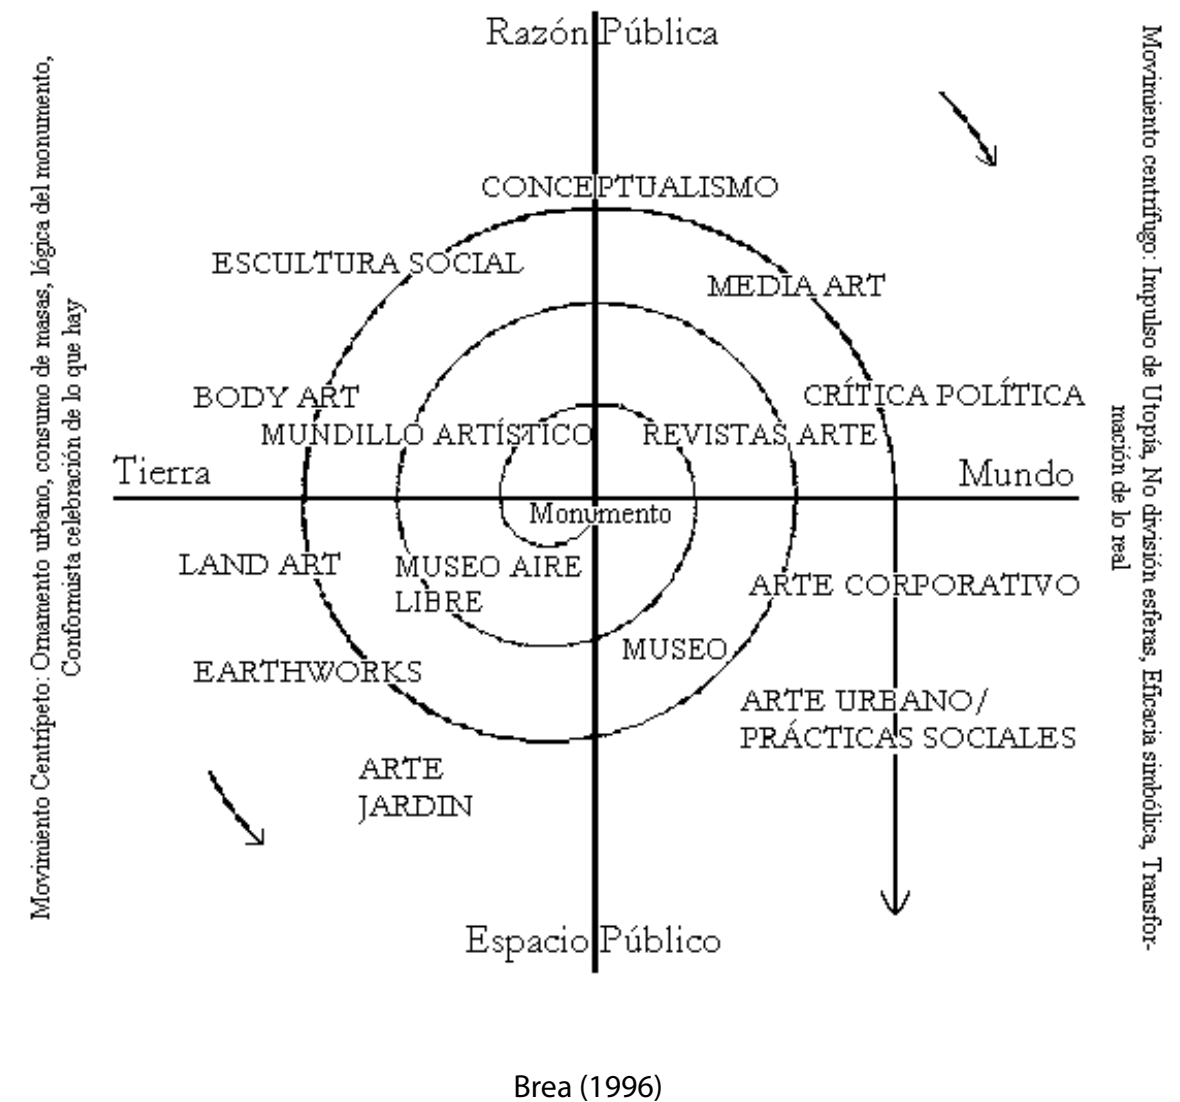 Razón Pública
Movimiento Centrípeto: Ornamento urbano, consumo de masas, lógica del monumento,
Conformista celebración de lo que hay
Movimiento centrífugo: Impulso de Utopía, No división esferas, Eficacia simbólica, Transfor-
mación de lo real
CONCEPTUALISMO
ESCULTURA SOCIAL
MEDIA ART
BODY ART
CRÍTICA POLÍTICA
MUNDILLO ARTÍSTICO
REVISTAS ARTE
Tierra
Mundo
Monumento
LAND ART
MUSEO AIRE
LIBRE
ARTE CORPORATIVO
MUSEO
EARTHWORKS
ARTE URBANO/
PRÁCTICAS SOCIALES
ARTE
JARDIN
Espacio Público
Brea (1996)